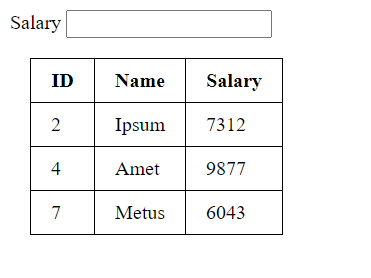 Salary
ID Name Salary
2 Ipsum 7312
4 Amet 9877
7 Metus 6043